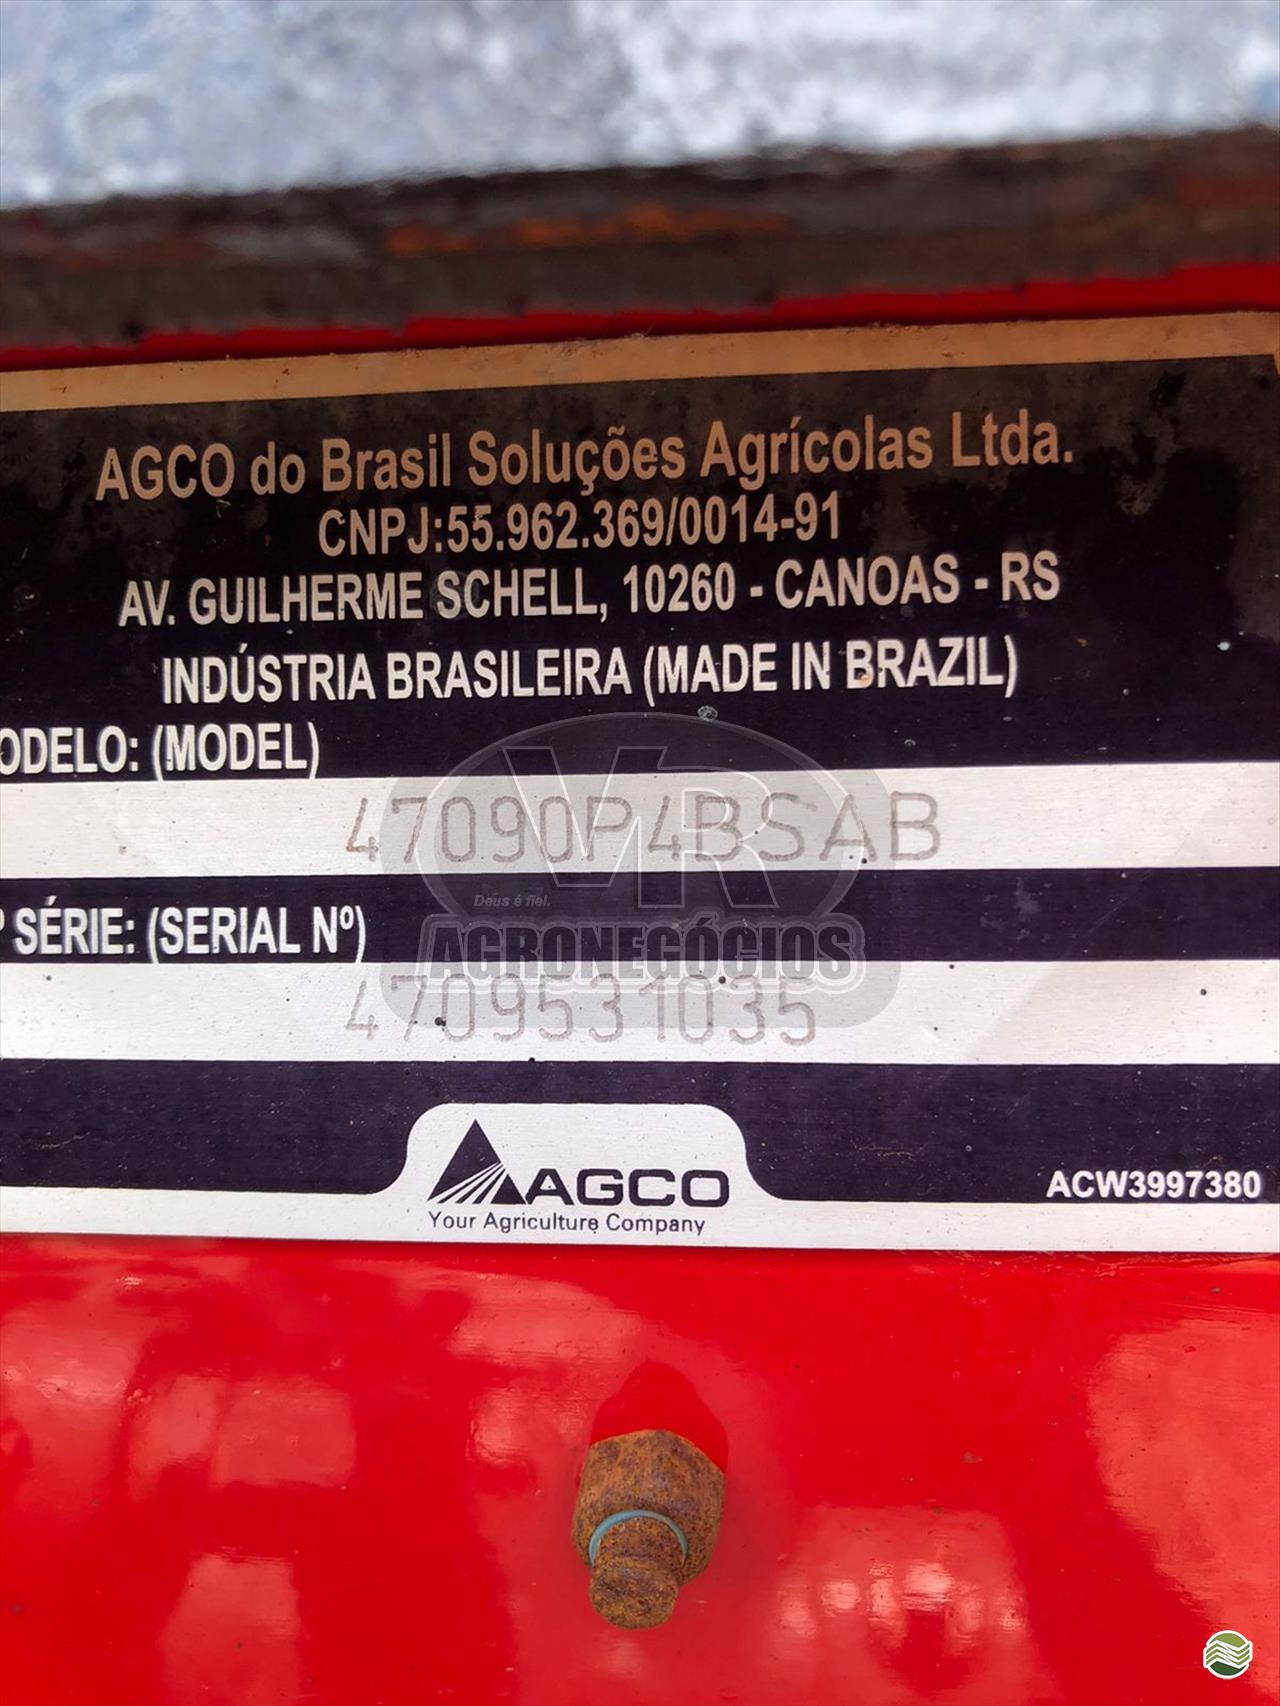 AGCO do Brasil Soluções Agrícolas Ltda.
CNPJ:55.962.369/0014-91
AV. GUILHERME SCHELL, 10260 - CANOAS - RS
INDÚSTRIA BRASILEIRA (MADE IN BRAZIL)
ODELO: (MODEL)
47090P4BSAB
VR
Deus é fiel.
SÉRIE: (SERIAL Nº)
AGRONEGÓCIOS
4709531035
AGCO
Your Agriculture Company
ACW3997380